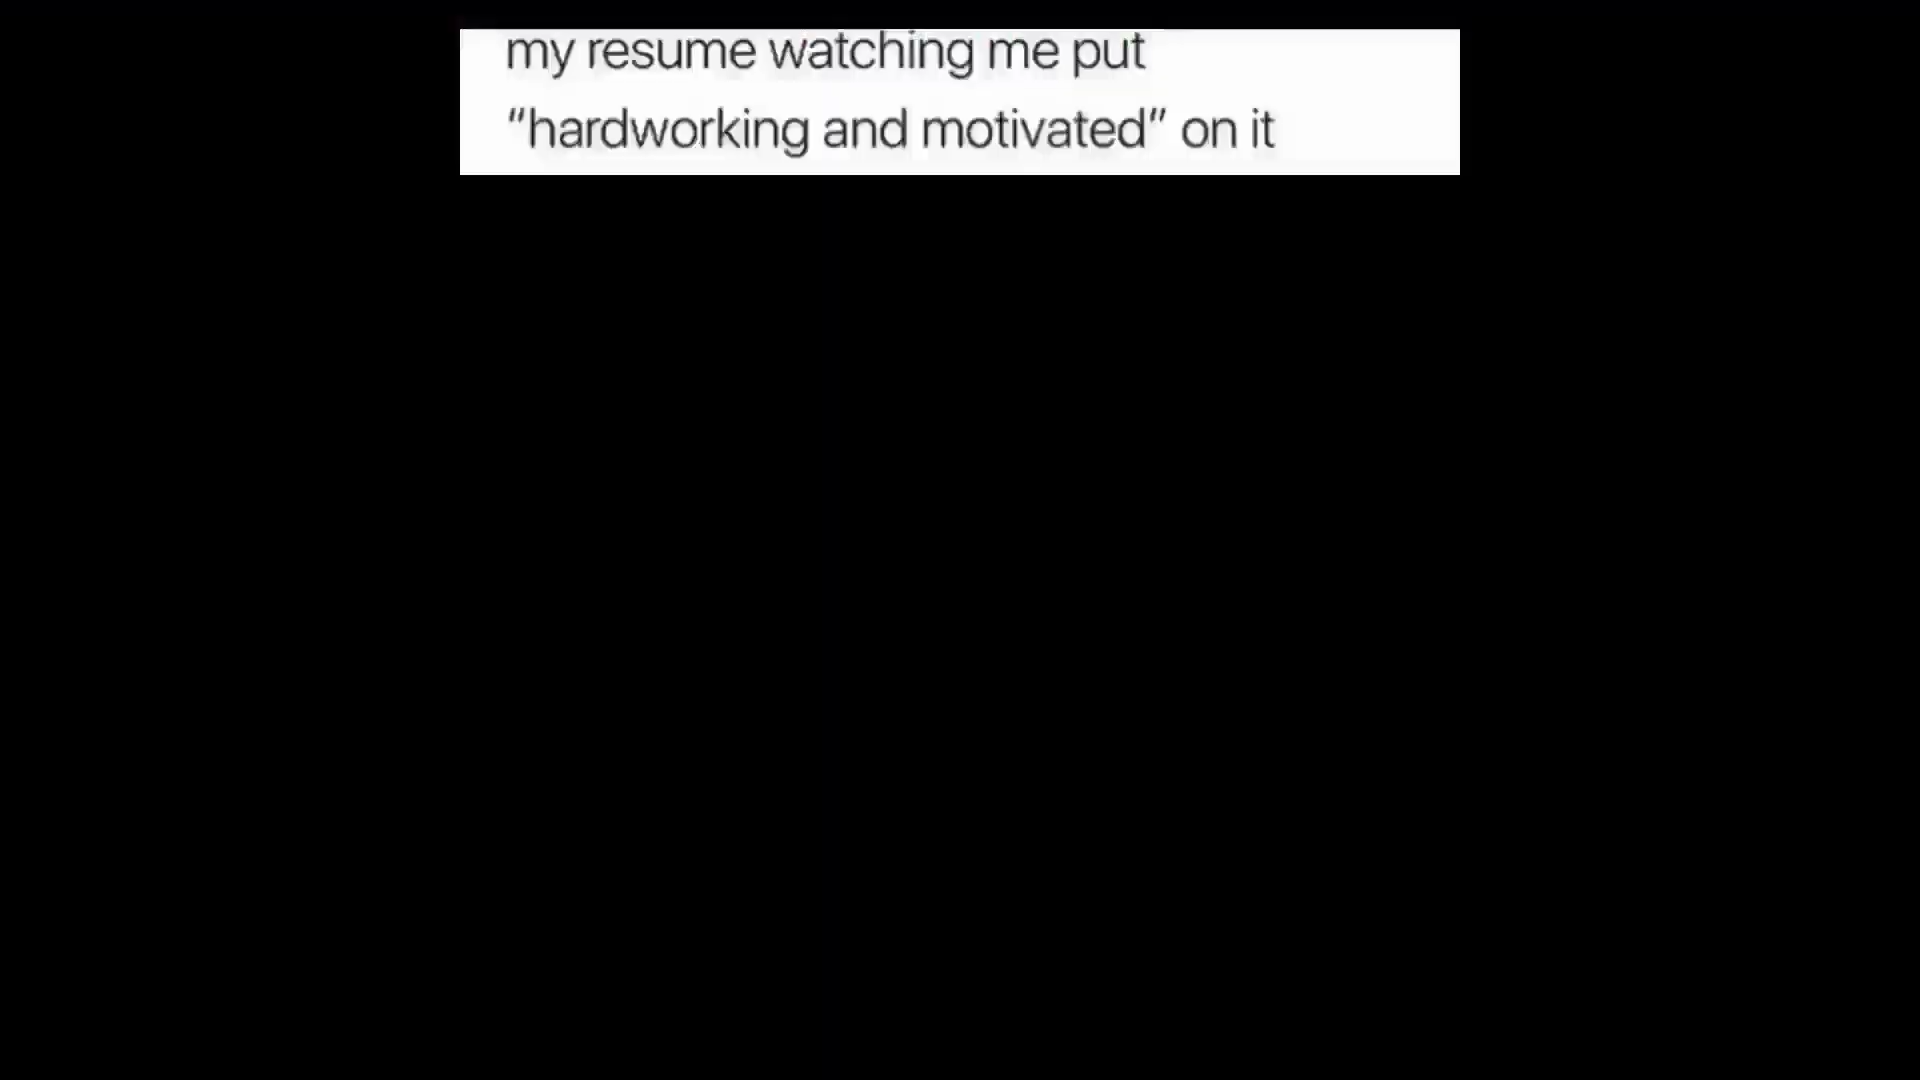 my resume watching me put
“hardworking and motivated” on it